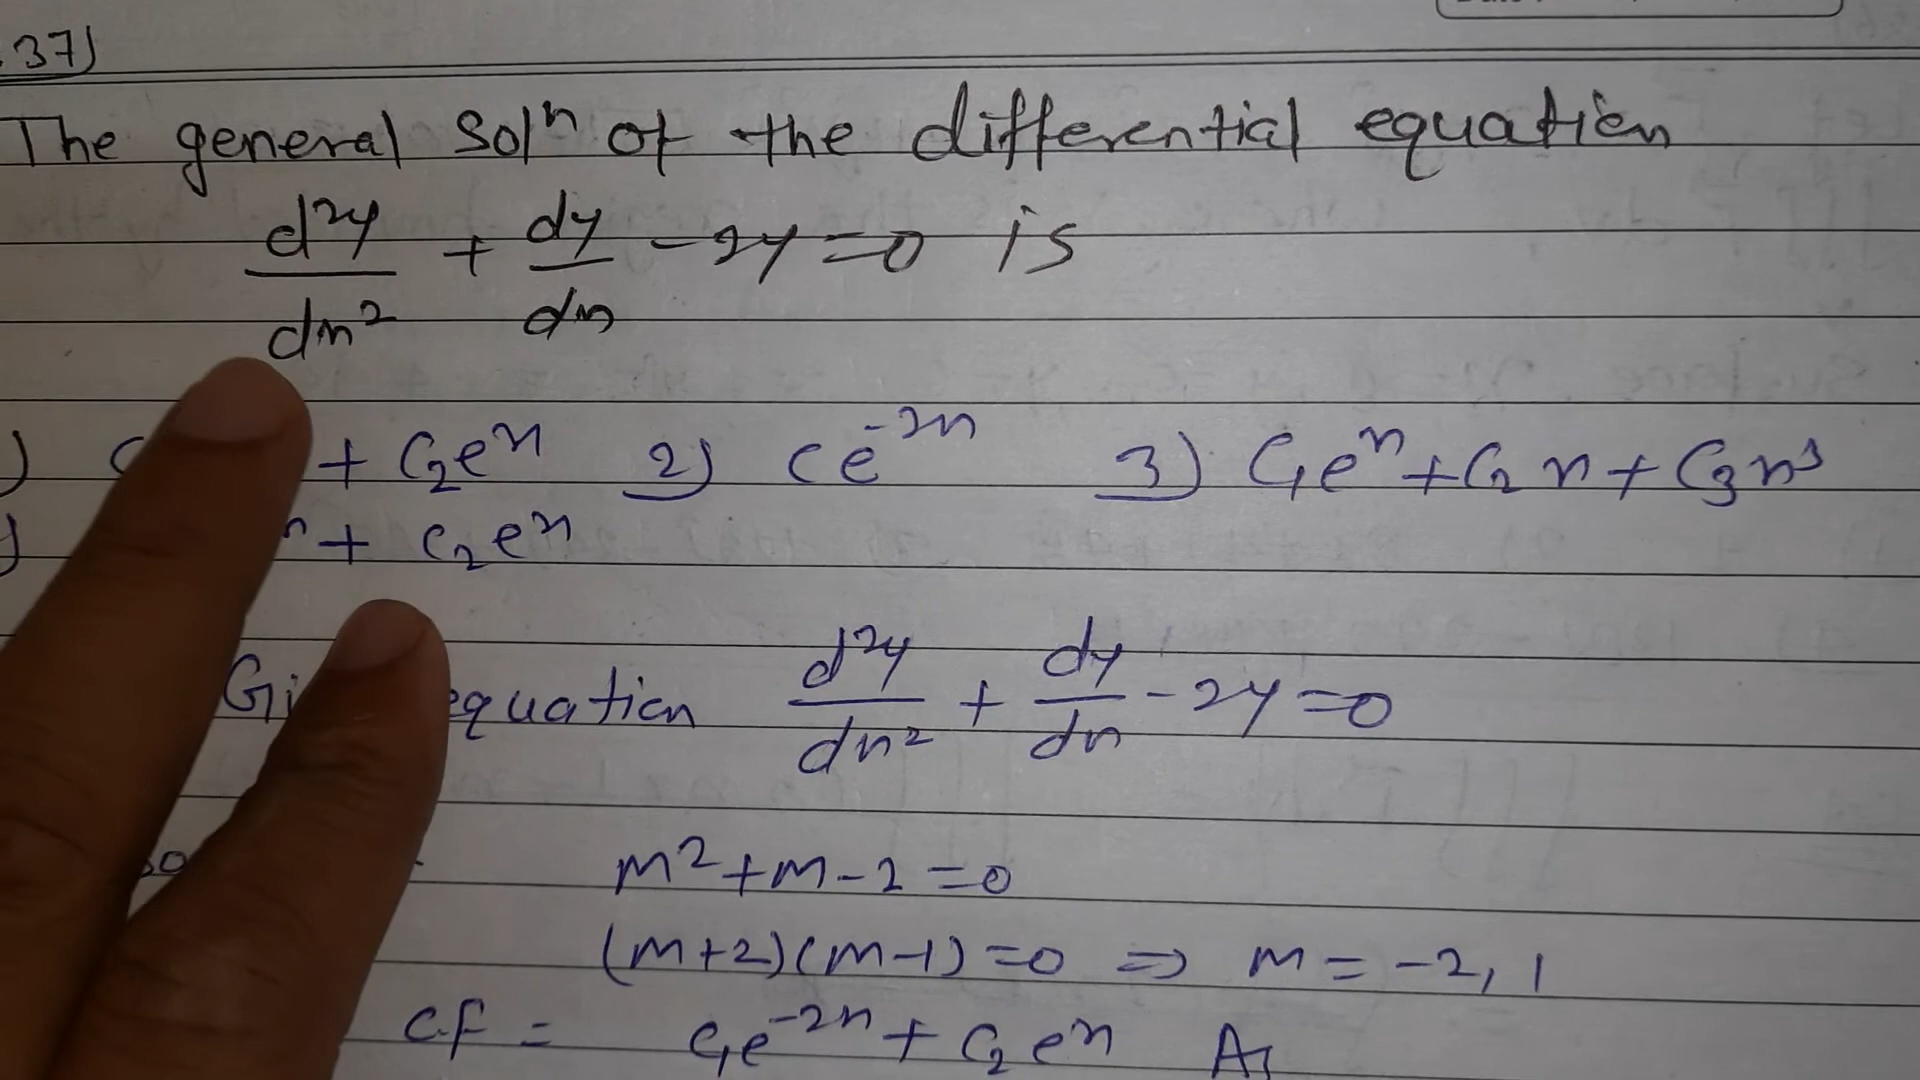 37)
The general Solⁿ of the differential equation
d²y/dx² + dy/dx - 2y = 0 is
+ C₂eˣ 2) Ce⁻²ˣ 3) C₁eˣ + C₂x + C₃x³
+ C₂eˣ
equation d²y/dx² + dy/dx - 2y = 0
m² + m - 2 = 0
(m+2)(m-1) = 0 ⇒ m = -2, 1
C.F = C₁e⁻²ˣ + C₂eˣ